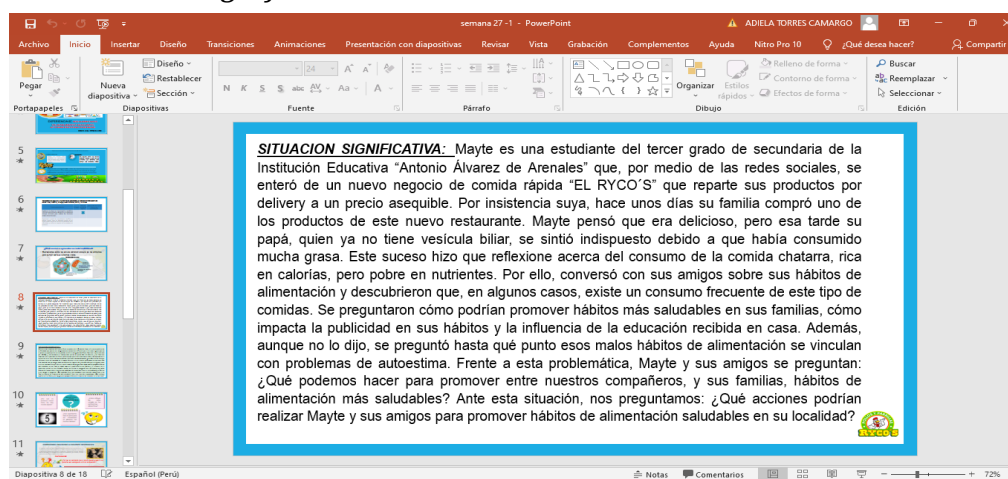 semana 27 -1 - PowerPoint
ADIELA TORRES CAMARGO
Archivo Inicio Insertar Diseño Transiciones Animaciones Presentación con diapositivas Revisar Vista Grabación Complementos Ayuda Nitro Pro 10 ¿Qué desea hacer? Compartir
Pegar
Nueva diapositiva
Diseño
Restablecer
Sección
24
N K S S abc AV Aa A
Organizar
Estilos rápidos
Relleno de forma
Contorno de forma
Efectos de forma
Buscar
Reemplazar
Seleccionar
Portapapeles Diapositivas Fuente Párrafo Dibujo Edición
5
6
7
8
9
10
11
SITUACION SIGNIFICATIVA: Mayte es una estudiante del tercer grado de secundaria de la
Institución Educativa “Antonio Álvarez de Arenales” que, por medio de las redes sociales, se
enteró de un nuevo negocio de comida rápida “EL RYCO´S” que reparte sus productos por
delivery a un precio asequible. Por insistencia suya, hace unos días su familia compró uno de
los productos de este nuevo restaurante. Mayte pensó que era delicioso, pero esa tarde su
papá, quien ya no tiene vesícula biliar, se sintió indispuesto debido a que había consumido
mucha grasa. Este suceso hizo que reflexione acerca del consumo de la comida chatarra, rica
en calorías, pero pobre en nutrientes. Por ello, conversó con sus amigos sobre sus hábitos de
alimentación y descubrieron que, en algunos casos, existe un consumo frecuente de este tipo de
comidas. Se preguntaron cómo podrían promover hábitos más saludables en sus familias, cómo
impacta la publicidad en sus hábitos y la influencia de la educación recibida en casa. Además,
aunque no lo dijo, se preguntó hasta qué punto esos malos hábitos de alimentación se vinculan
con problemas de autoestima. Frente a esta problemática, Mayte y sus amigos se preguntan:
¿Qué podemos hacer para promover entre nuestros compañeros, y sus familias, hábitos de
alimentación más saludables? Ante esta situación, nos preguntamos: ¿Qué acciones podrían
realizar Mayte y sus amigos para promover hábitos de alimentación saludables en su localidad?
RYCO'S
Diapositiva 8 de 18 Español (Perú) Notas Comentarios 72%